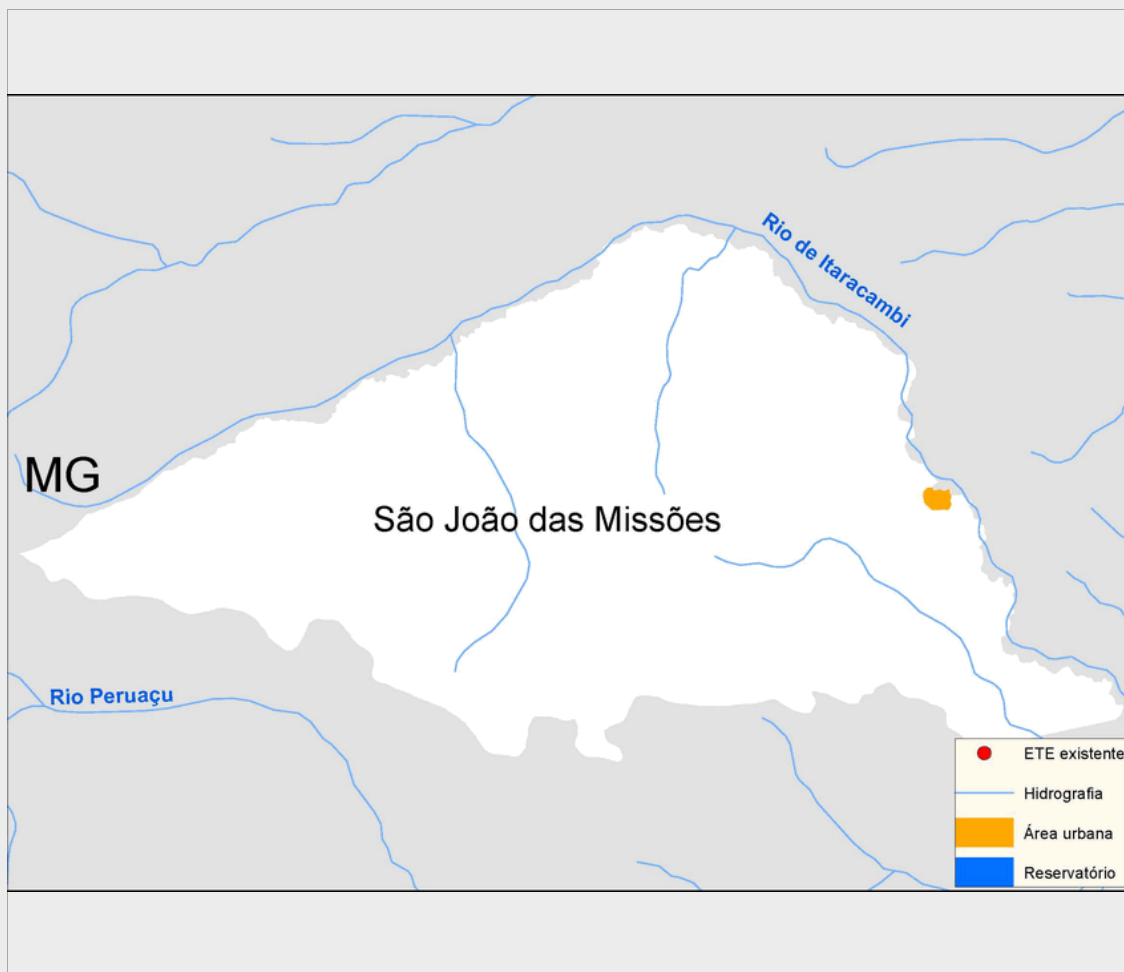 Rio de Itaracambi
MG
São João das Missões
Rio Peruaçu
ETE existente
Hidrografia
Área urbana
Reservatório